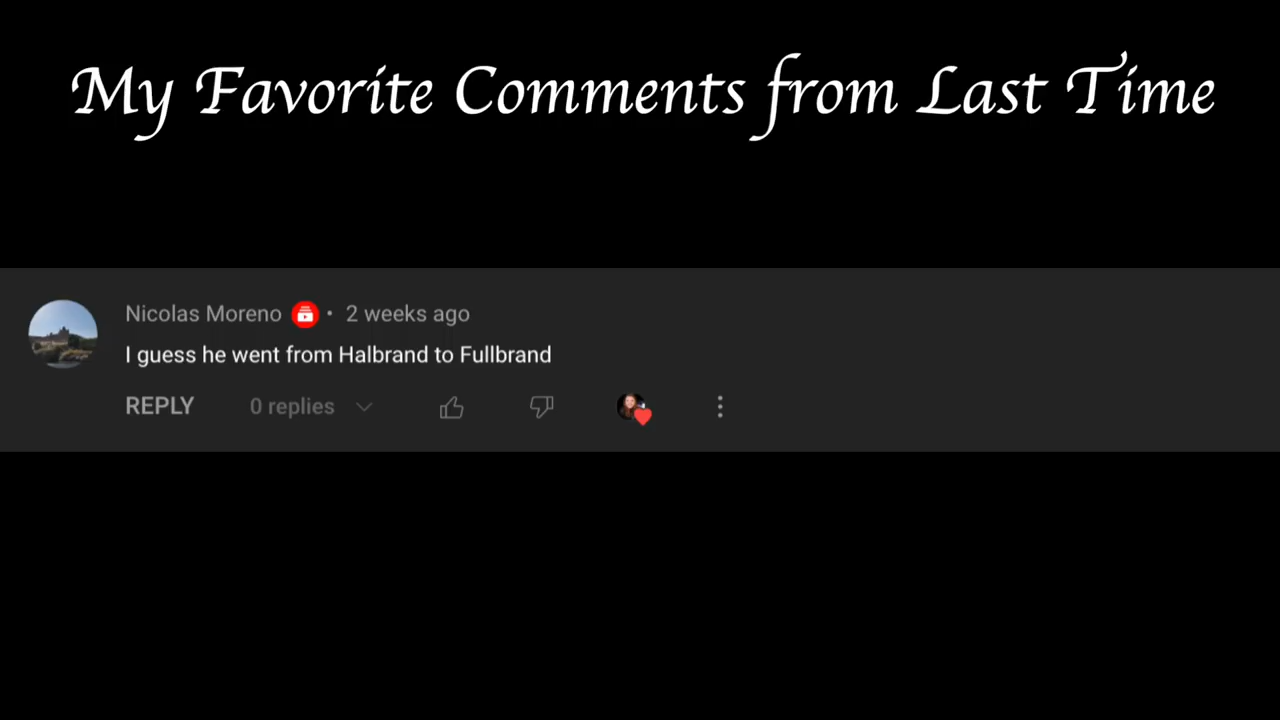 My Favorite Comments from Last Time
Nicolas Moreno • 2 weeks ago
I guess he went from Halbrand to Fullbrand
REPLY 0 replies